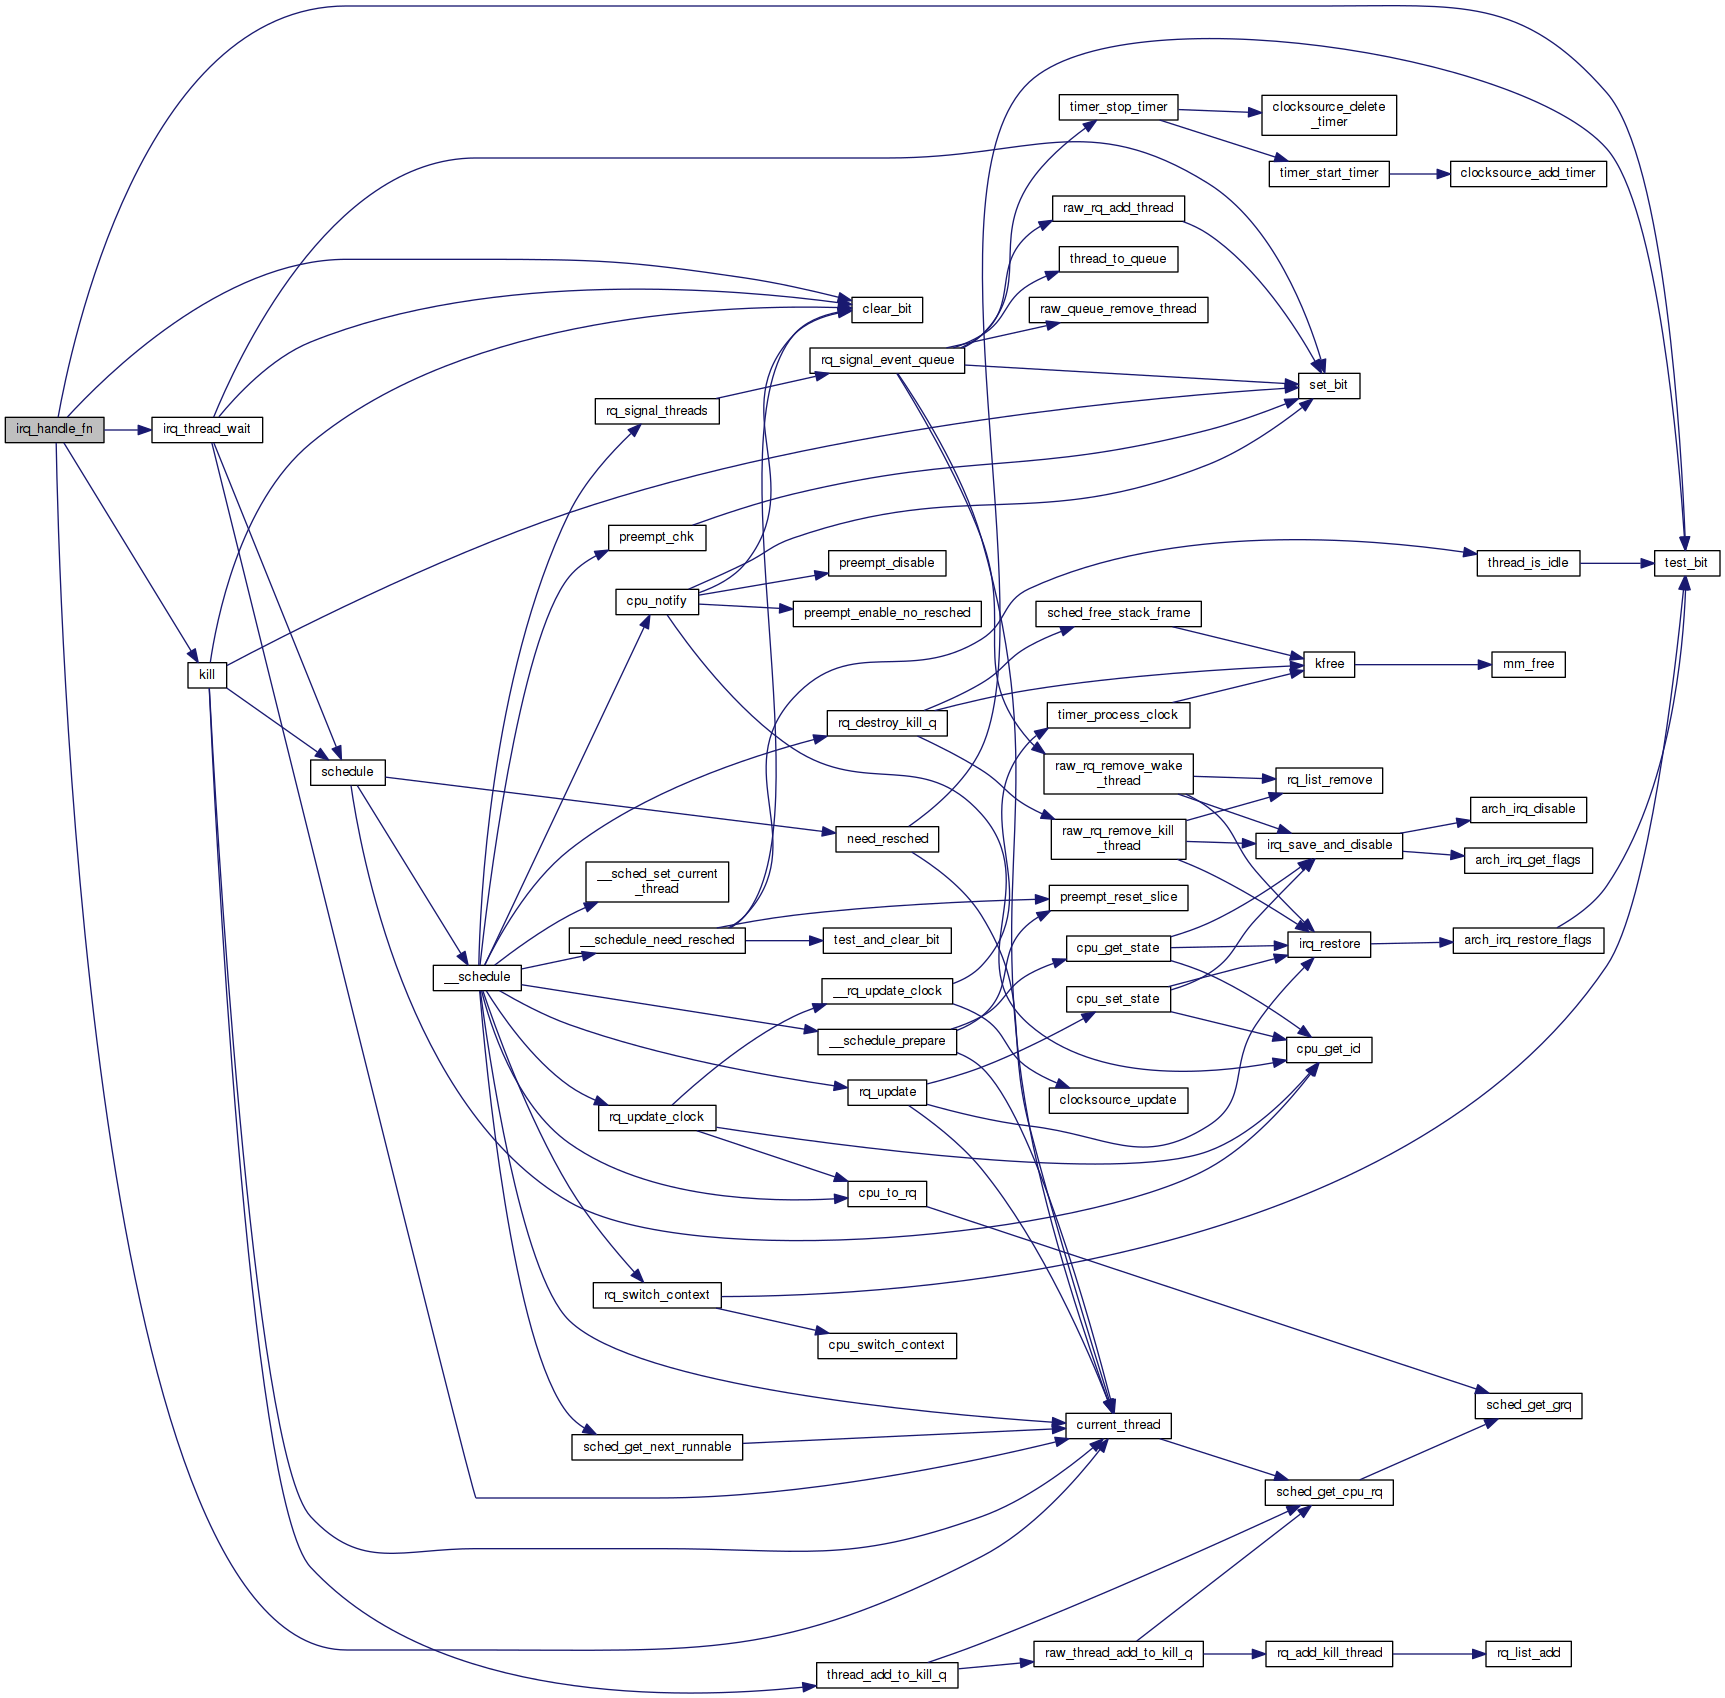 timer_stop_timer
clocksource_delete
_timer
timer_start_timer
clocksource_add_timer
raw_rq_add_thread
thread_to_queue
raw_queue_remove_thread
clear_bit
rq_signal_event_queue
set_bit
rq_signal_threads
irq_handle_fn
irq_thread_wait
preempt_chk
preempt_disable
thread_is_idle
test_bit
cpu_notify
preempt_enable_no_resched
sched_free_stack_frame
kfree
mm_free
kill
rq_destroy_kill_q
timer_process_clock
schedule
raw_rq_remove_wake
_thread
rq_list_remove
arch_irq_disable
need_resched
raw_rq_remove_kill
_thread
irq_save_and_disable
arch_irq_get_flags
__sched_set_current
_thread
preempt_reset_slice
__schedule_need_resched
test_and_clear_bit
cpu_get_state
irq_restore
arch_irq_restore_flags
__schedule
__rq_update_clock
cpu_set_state
__schedule_prepare
cpu_get_id
rq_update
clocksource_update
rq_update_clock
cpu_to_rq
rq_switch_context
cpu_switch_context
sched_get_grq
current_thread
sched_get_next_runnable
sched_get_cpu_rq
raw_thread_add_to_kill_q
rq_add_kill_thread
rq_list_add
thread_add_to_kill_q